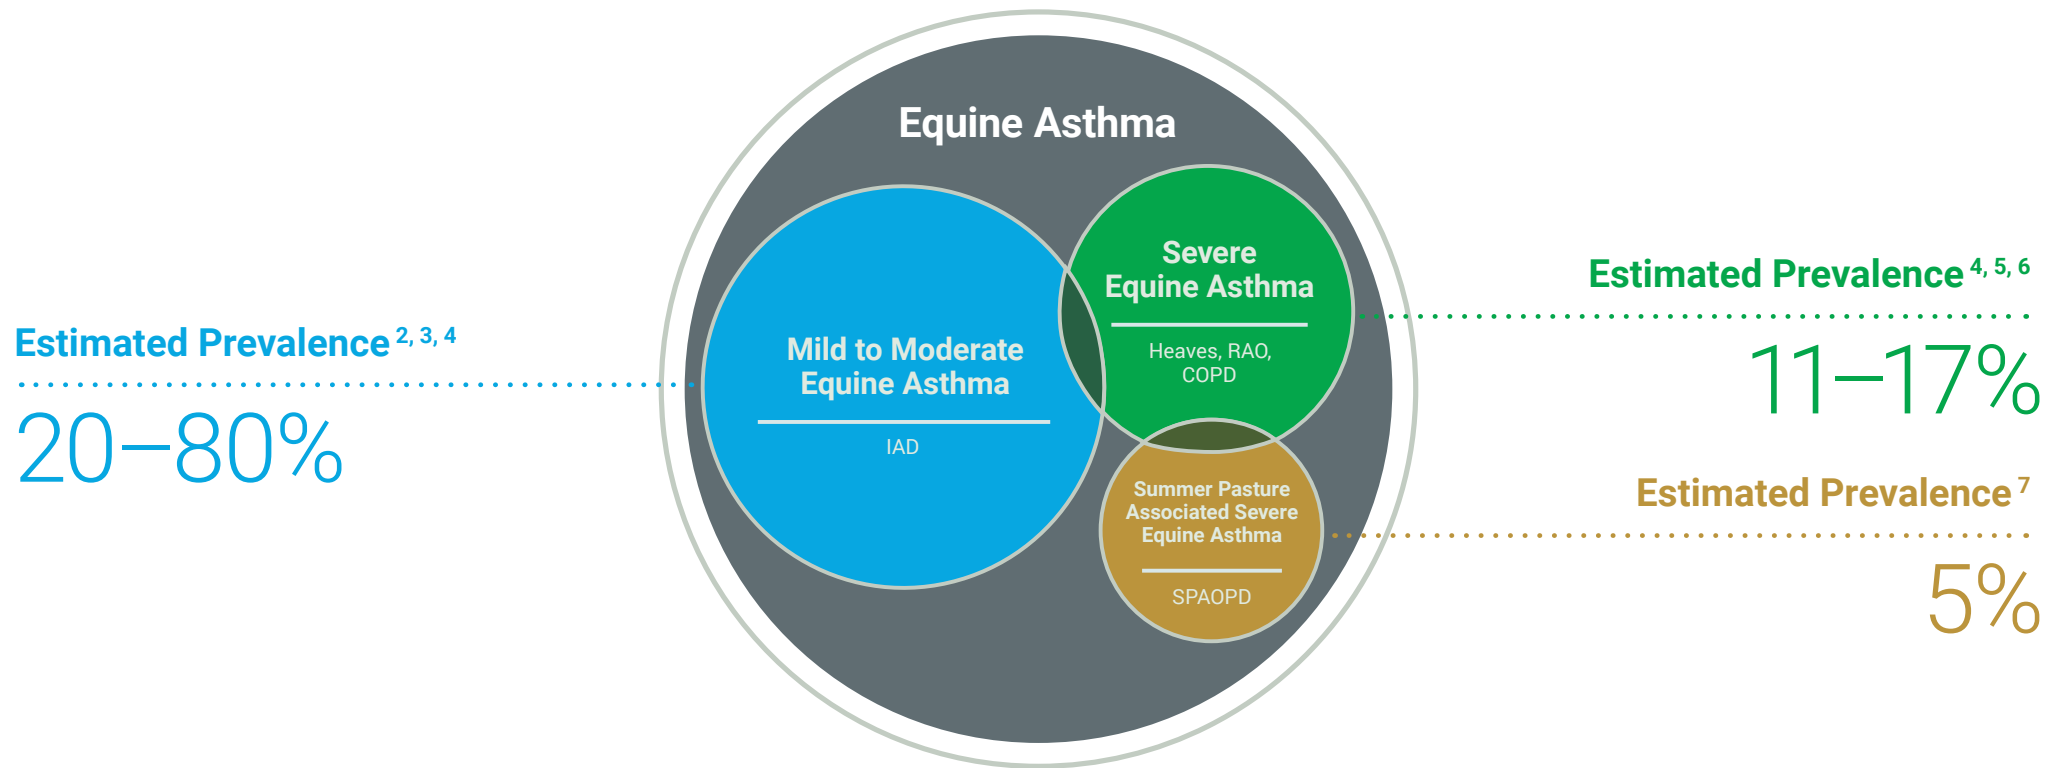 Equine Asthma
Estimated Prevalence 2, 3, 4
20–80%
Mild to Moderate
Equine Asthma
IAD
Severe
Equine Asthma
Heaves, RAO,
COPD
Estimated Prevalence 4, 5, 6
11–17%
Summer Pasture
Associated Severe
Equine Asthma
SPAOPD
Estimated Prevalence 7
5%